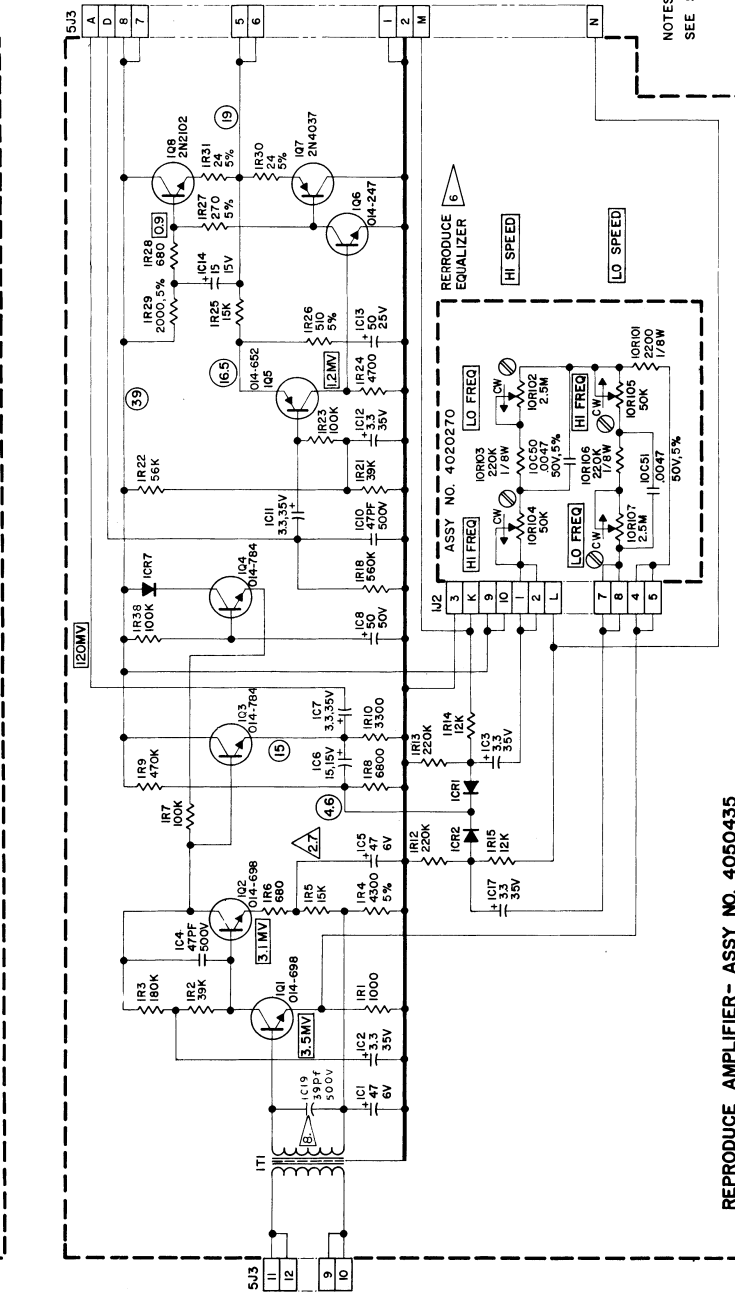 5J3
A
D
8
7
5
6
1
2
M
N
NOTES
SEE
39
19
16.5
120MV
1Q8
2N2102
1R31
24
5%
1R30
24
5%
1Q7
2N4037
1R28
680
0.9
1R27
270
5%
1Q6
014-247
1R29
2000,5%
+1C14
15
15V
1R25
15K
1R26
510
5%
+1C13
50
25V
014-652
1Q5
1.2MV
1R24
4700
1R23
100K
+1C12
3.3
35V
1R22
56K
1R21
39K
1C11
3.3,35V
+
1C10
47PF
500V
1R18
560K
1CR7
1Q4
014-784
1R38
100K
+1C8
50
50V
1Q3
014-784
15
1C7
3.3,35V
+
1R10
3300
1R9
470K
1C6
15,15V
+
1R8
6800
4.6
1R7
100K
2.7
+1C5
47
6V
1Q2
014-698
1R6
680
1R5
15K
1R4
4300
5%
3.1MV
1C4
47PF
500V
1R3
180K
1R2
39K
1Q1
014-698
3.5MV
1R1
1000
+1C2
3.3
35V
1C19
39Pf
500V
8.
+1C1
47
6V
1T1
5J3
11
12
9
10
1R13
220K
1R14
12K
+1C3
3.3
35V
1CR1
1R12
220K
1CR2
1R15
12K
+1C17
3.3
35V
RERRODUCE
EQUALIZER
6
HI SPEED
LO SPEED
ASSY NO. 4020270
1J2
3
K
9
10
1
2
L
7
8
4
5
HI FREQ
LO FREQ
CW
10R104
50K
10R103
220K
1/8W
CW
10R102
2.5M
10C50
.0047
50V,5%
LO FREQ
HI FREQ
CW
10R107
2.5M
10R106
220K
1/8W
CW
10R105
50K
10C51
.0047
50V,5%
10R101
2200
1/8W
REPRODUCE AMPLIFIER- ASSY NO. 4050435